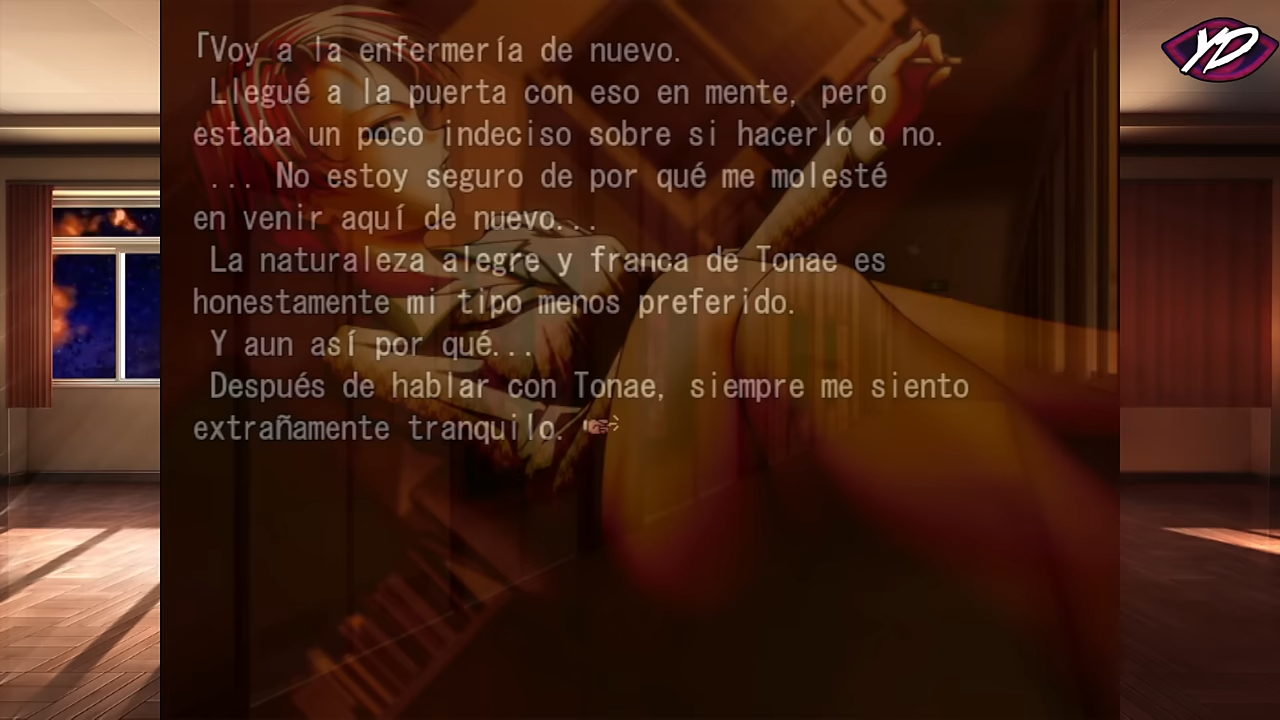 「Voy a la enfermería de nuevo.
Llegué a la puerta con eso en mente, pero
estaba un poco indeciso sobre si hacerlo o no.
... No estoy seguro de por qué me molesté
en venir aquí de nuevo...
La naturaleza alegre y franca de Tonae es
honestamente mi tipo menos preferido.
Y aun así por qué...
Después de hablar con Tonae, siempre me siento
extrañamente tranquilo.
YD